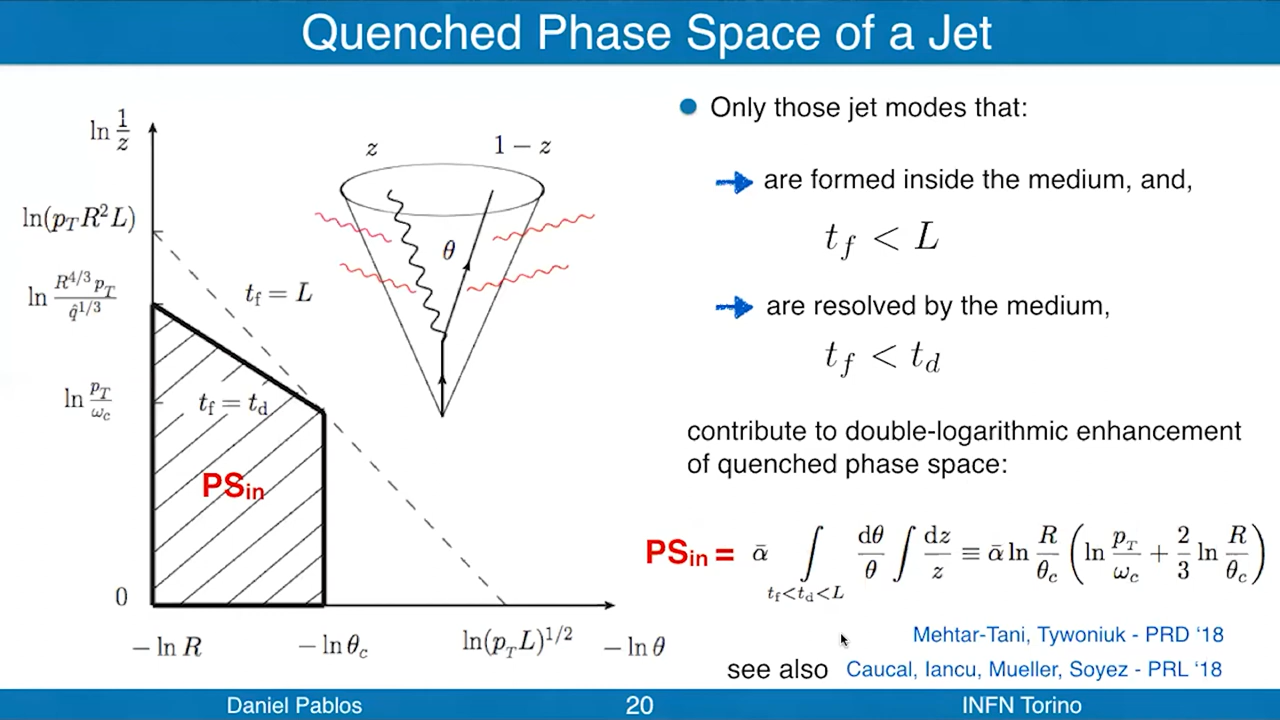 Quenched Phase Space of a Jet
ln 1/z
ln(p_T R²L)
ln R^{4/3} p_T / q̂^{1/3}
ln p_T/ω_c
0
− ln R
− ln θ_c
ln(p_T L)^{1/2}
− ln θ
t_f = L
t_f = t_d
PS_in
z
1 − z
θ
Only those jet modes that:
are formed inside the medium, and,
t_f < L
are resolved by the medium,
t_f < t_d
contribute to double-logarithmic enhancement
of quenched phase space:
PS_in = ᾱ ∫_{t_f<t_d<L} dθ/θ ∫ dz/z ≡ ᾱ ln R/θ_c ( ln p_T/ω_c + 2/3 ln R/θ_c )
Mehtar-Tani, Tywoniuk - PRD ‘18
see also Caucal, Iancu, Mueller, Soyez - PRL ‘18
Daniel Pablos 20 INFN Torino